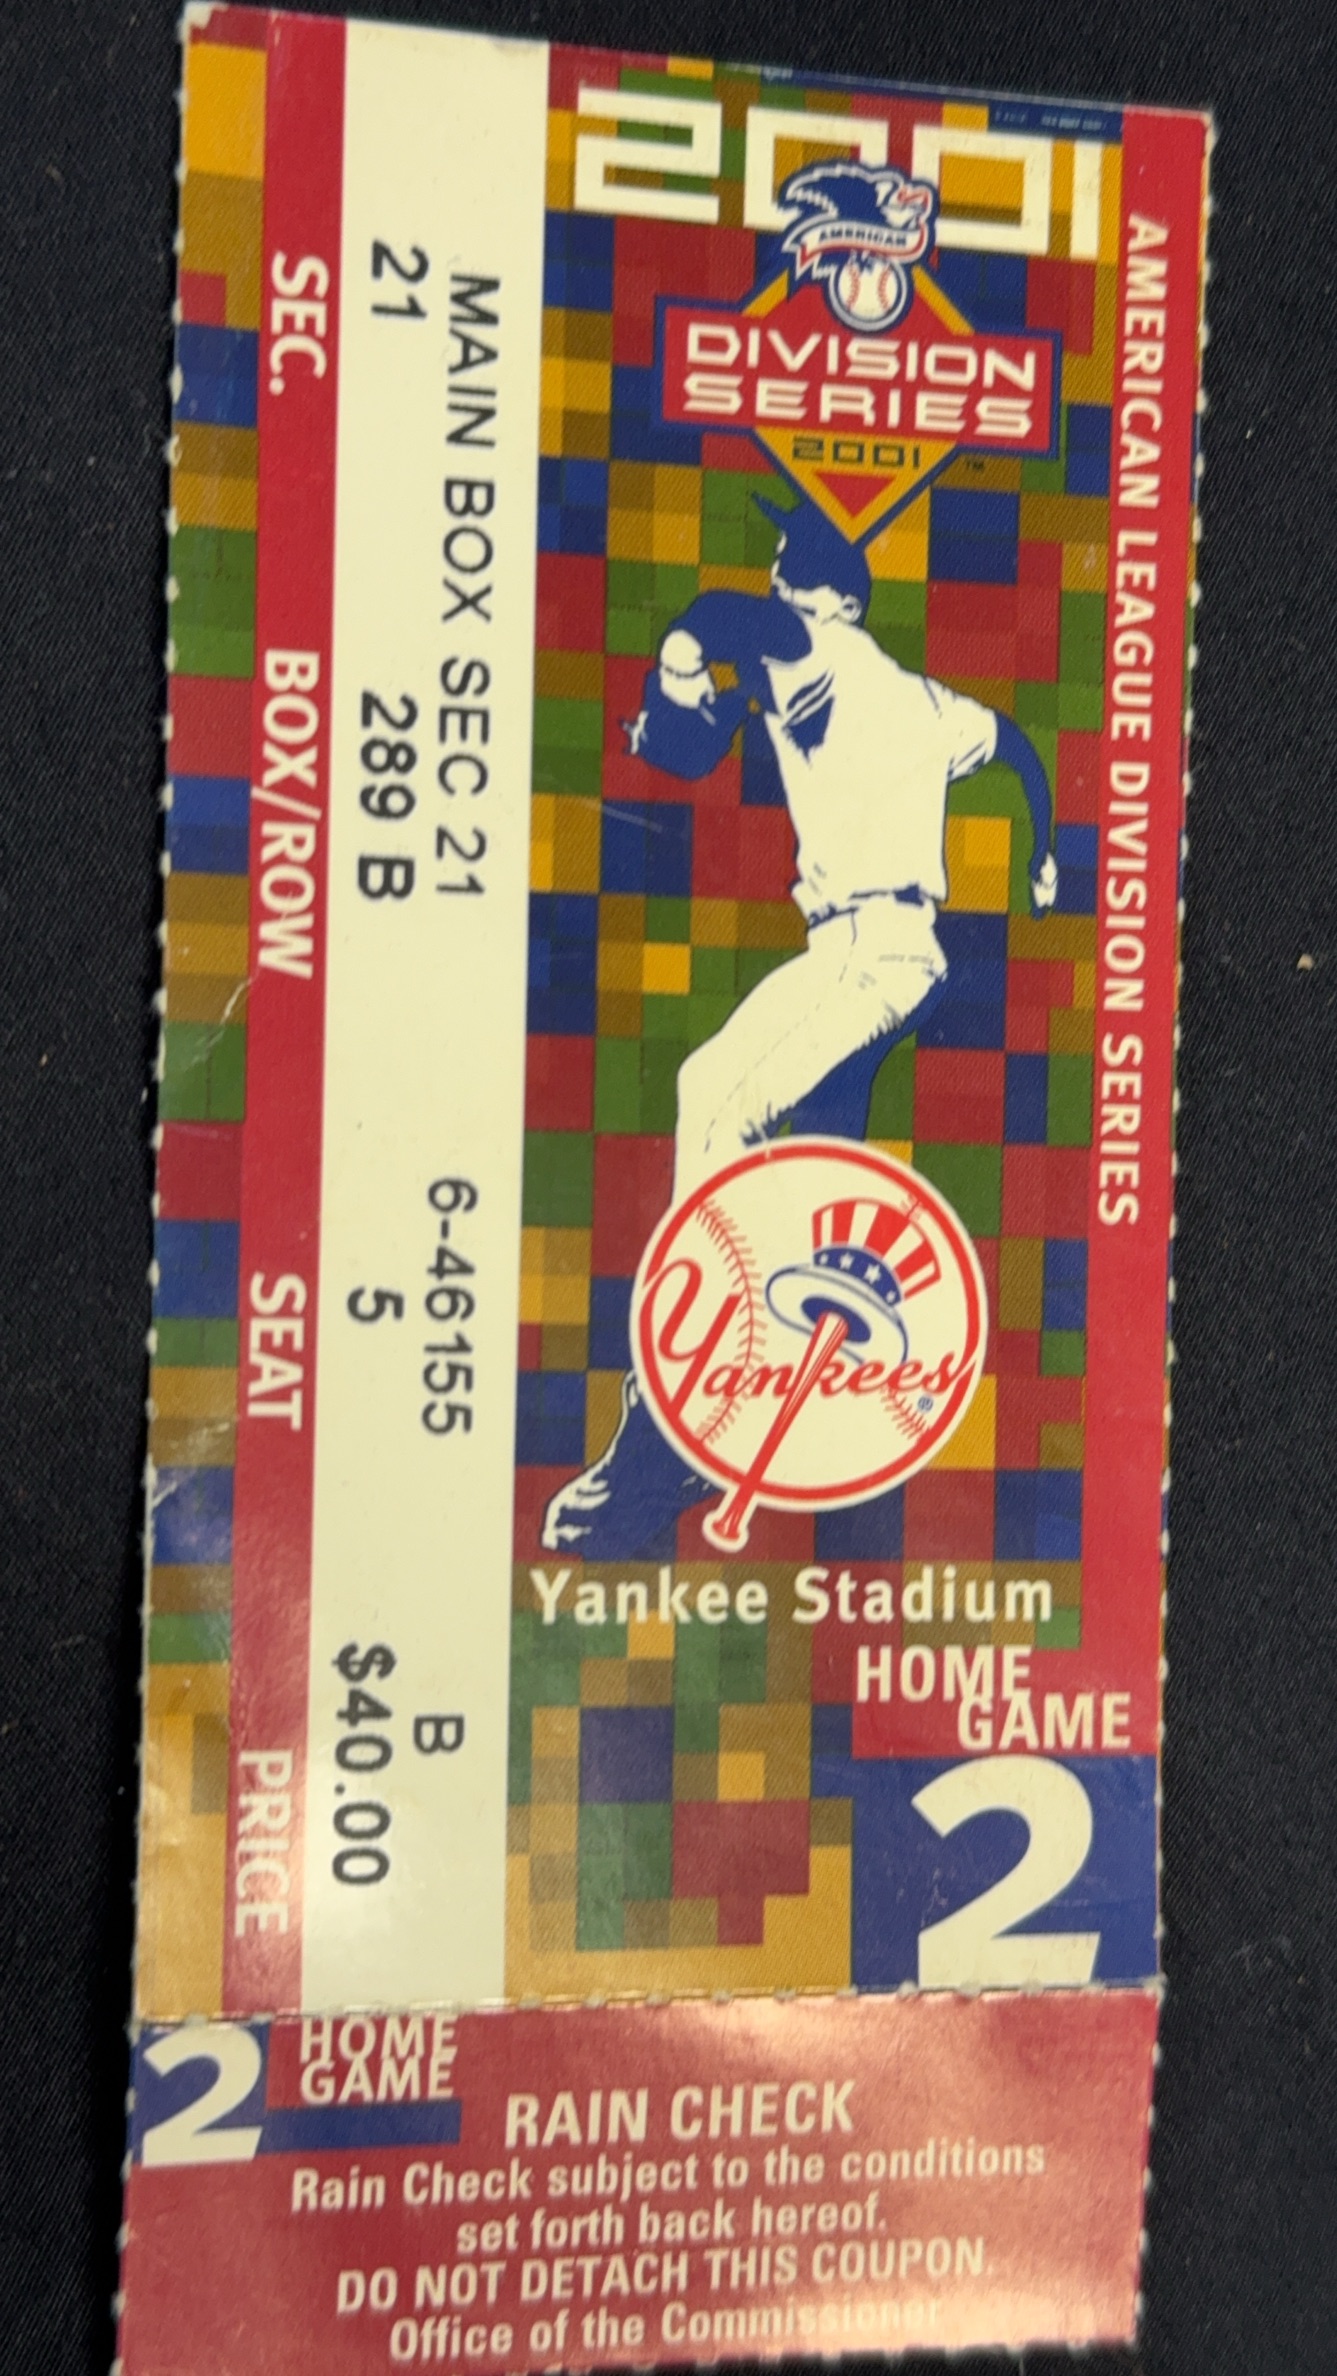 2001
AMERICAN
DIVISION
SERIES
2001
TM
AMERICAN LEAGUE DIVISION SERIES
Yankees
®
Yankee Stadium
HOME
GAME
2
MAIN BOX SEC 21 6-46155 B
21 289 B 5 $40.00
SEC. BOX/ROW SEAT PRICE
2 HOME
GAME
RAIN CHECK
Rain Check subject to the conditions
set forth back hereof.
DO NOT DETACH THIS COUPON.
Office of the Commissioner